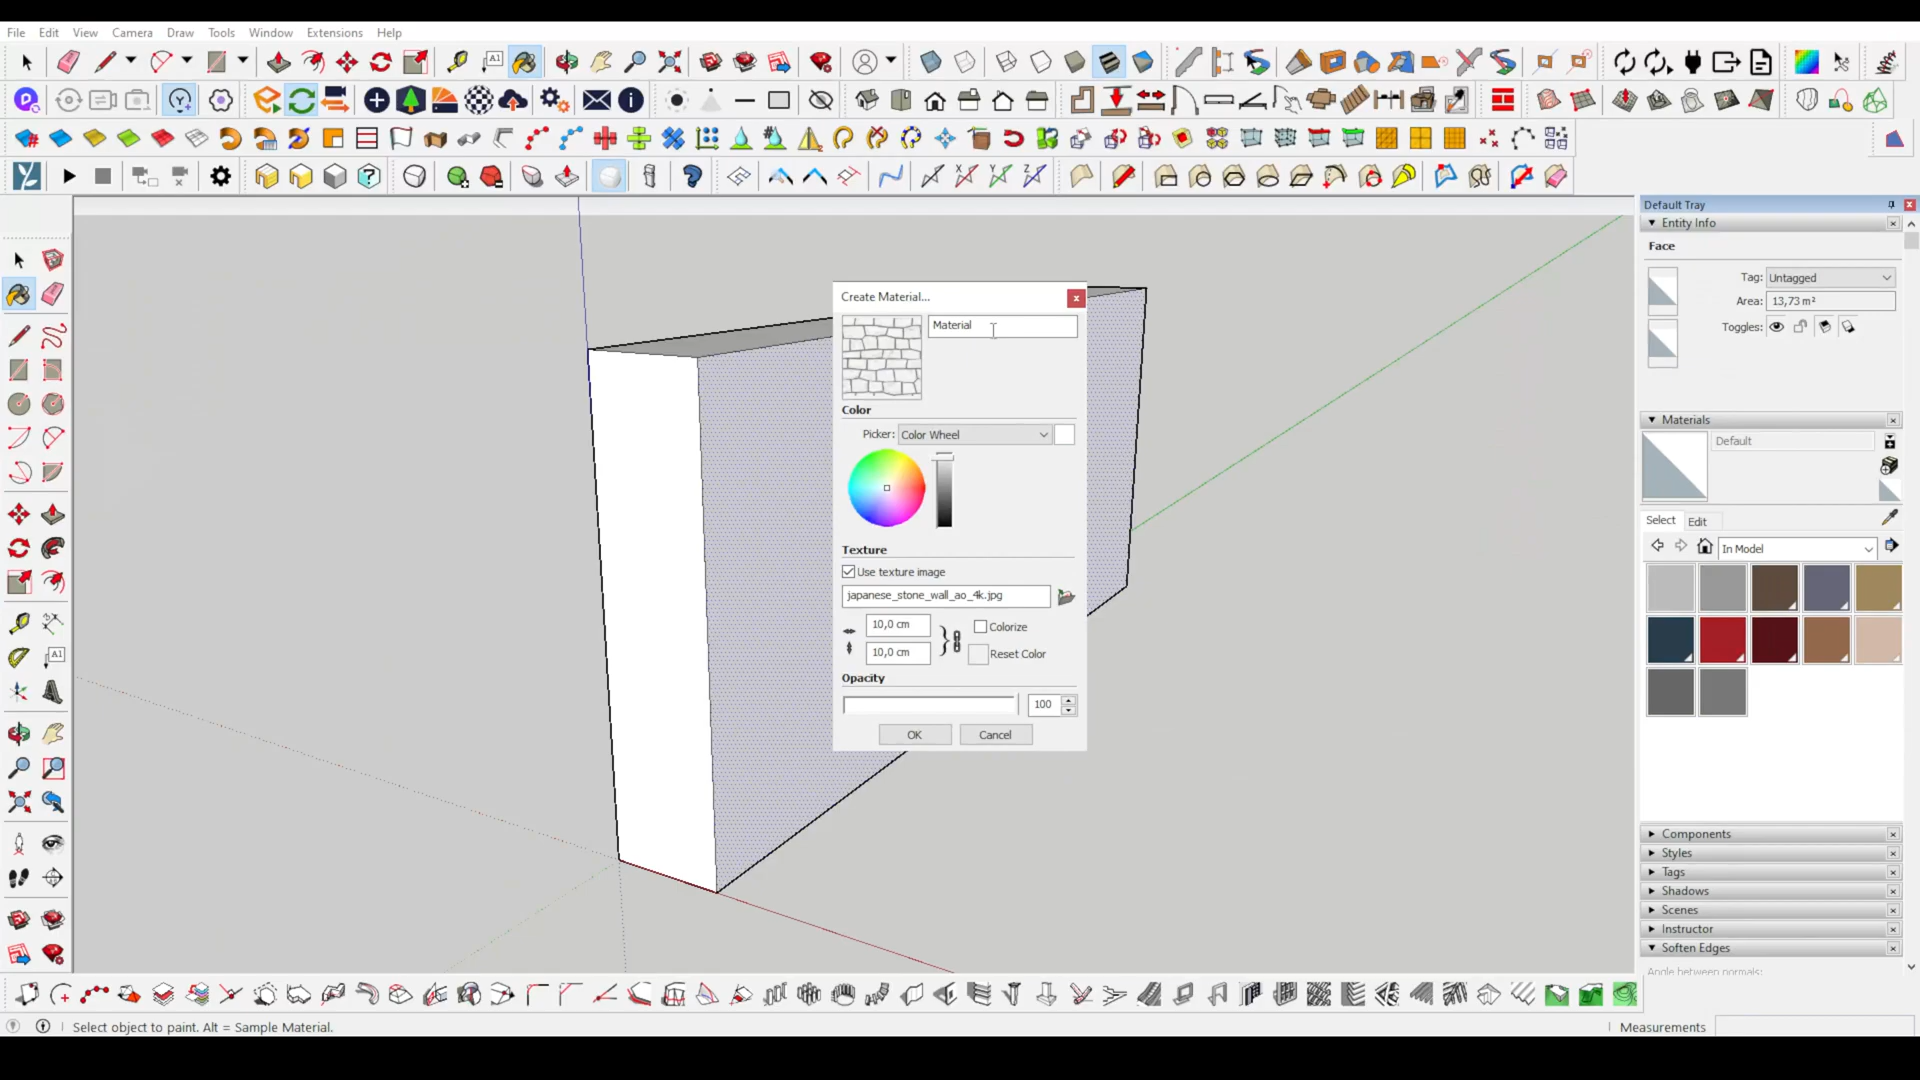 File Edit View Camera Draw Tools Window Extensions Help
Default Tray
Entity Info
Face
Tag: Untagged
Area: 13,73 m²
Toggles:
Create Material...
Material
Color
Picker: Color Wheel
Texture
Use texture image
japanese_stone_wall_ao_4k.jpg
10,0 cm
Colorize
10,0 cm
Reset Color
Opacity
100
OK Cancel
Materials
Default
Select Edit
In Model
Components
Styles
Tags
Shadows
Scenes
Instructor
Soften Edges
Angle between normals:
Select object to paint. Alt = Sample Material.
Measurements